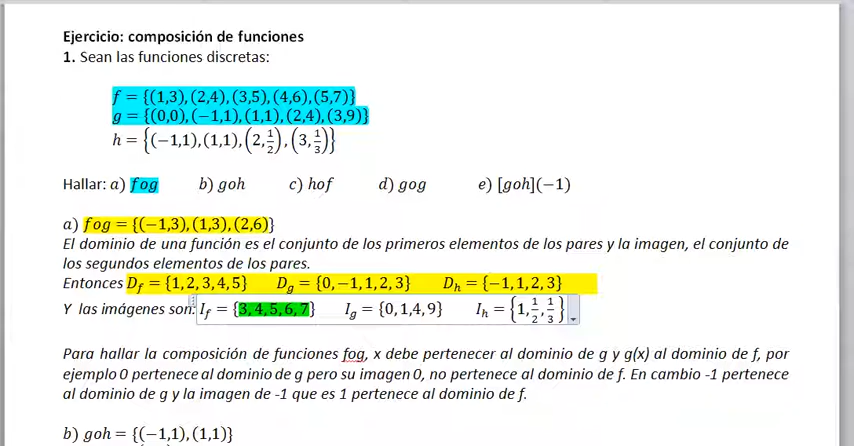 Ejercicio: composición de funciones
1. Sean las funciones discretas:
f = {(1,3), (2,4), (3,5), (4,6), (5,7)}
g = {(0,0), (−1,1), (1,1), (2,4), (3,9)}
h = {(−1,1), (1,1), (2, 1/2), (3, 1/3)}
Hallar: a) fog b) goh c) hof d) gog e) [goh](−1)
a) fog = {(−1,3), (1,3), (2,6)}
El dominio de una función es el conjunto de los primeros elementos de los pares y la imagen, el conjunto de
los segundos elementos de los pares.
Entonces D_f = {1, 2, 3, 4, 5} D_g = {0, −1, 1, 2, 3} D_h = {−1, 1, 2, 3}
Y las imágenes son: I_f = {3, 4, 5, 6, 7} I_g = {0, 1, 4, 9} I_h = {1, 1/2, 1/3}
Para hallar la composición de funciones fog, x debe pertenecer al dominio de g y g(x) al dominio de f, por
ejemplo 0 pertenece al dominio de g pero su imagen 0, no pertenece al dominio de f. En cambio -1 pertenece
al dominio de g y la imagen de -1 que es 1 pertenece al dominio de f.
b) goh = {(−1,1), (1,1)}